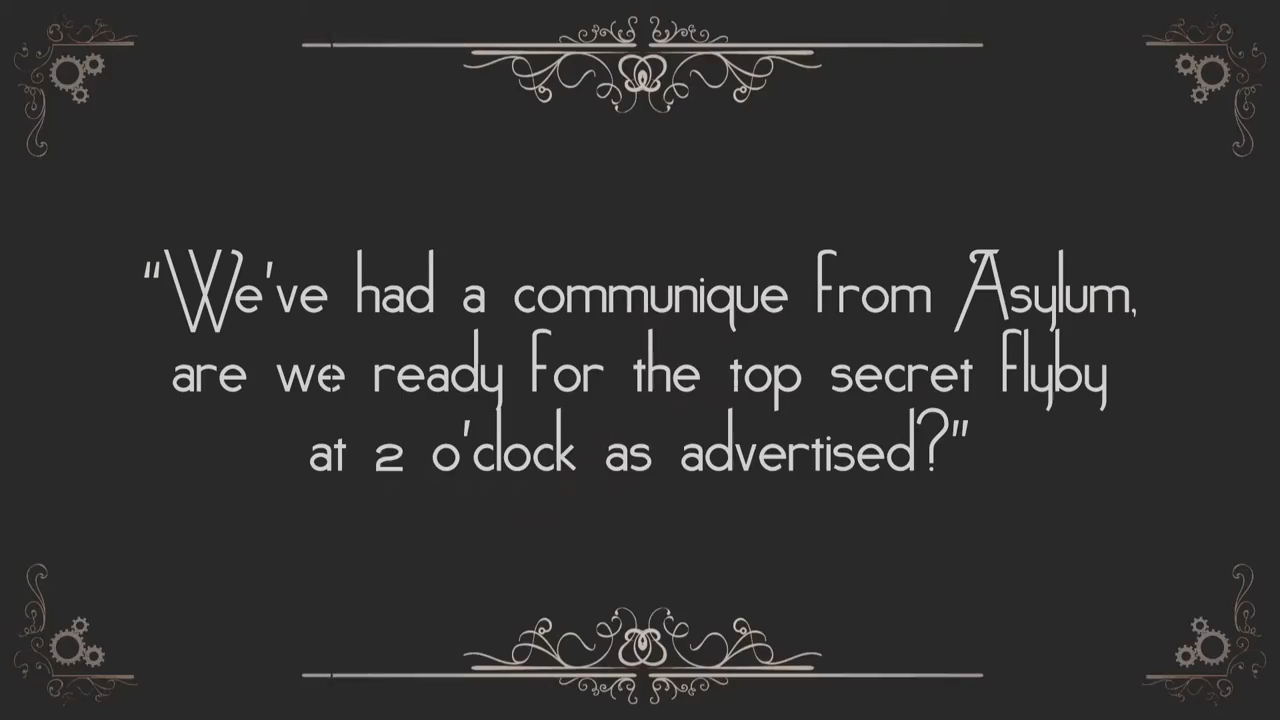 “We've had a communique from Asylum,
are we ready for the top secret flyby
at 2 o'clock as advertised?”